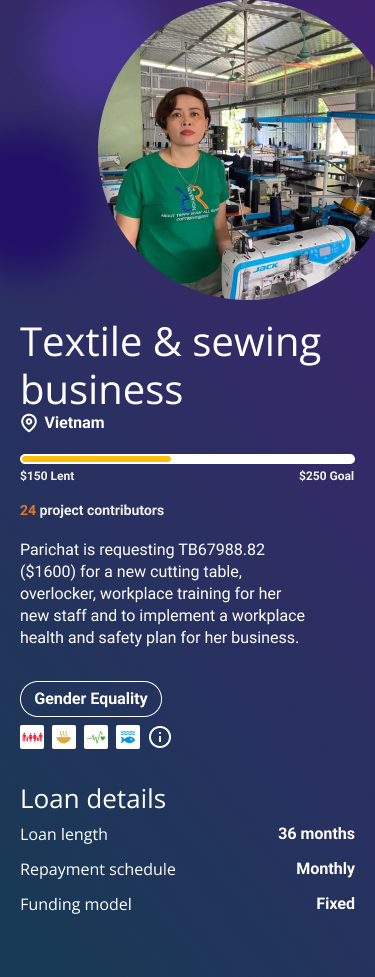 JACK
Textile & sewing
business
Vietnam
$150 Lent
$250 Goal
24 project contributors
Parichat is requesting TB67988.82
($1600) for a new cutting table,
overlocker, workplace training for her
new staff and to implement a workplace
health and safety plan for her business.
Gender Equality
Loan details
Loan length
36 months
Repayment schedule
Monthly
Funding model
Fixed